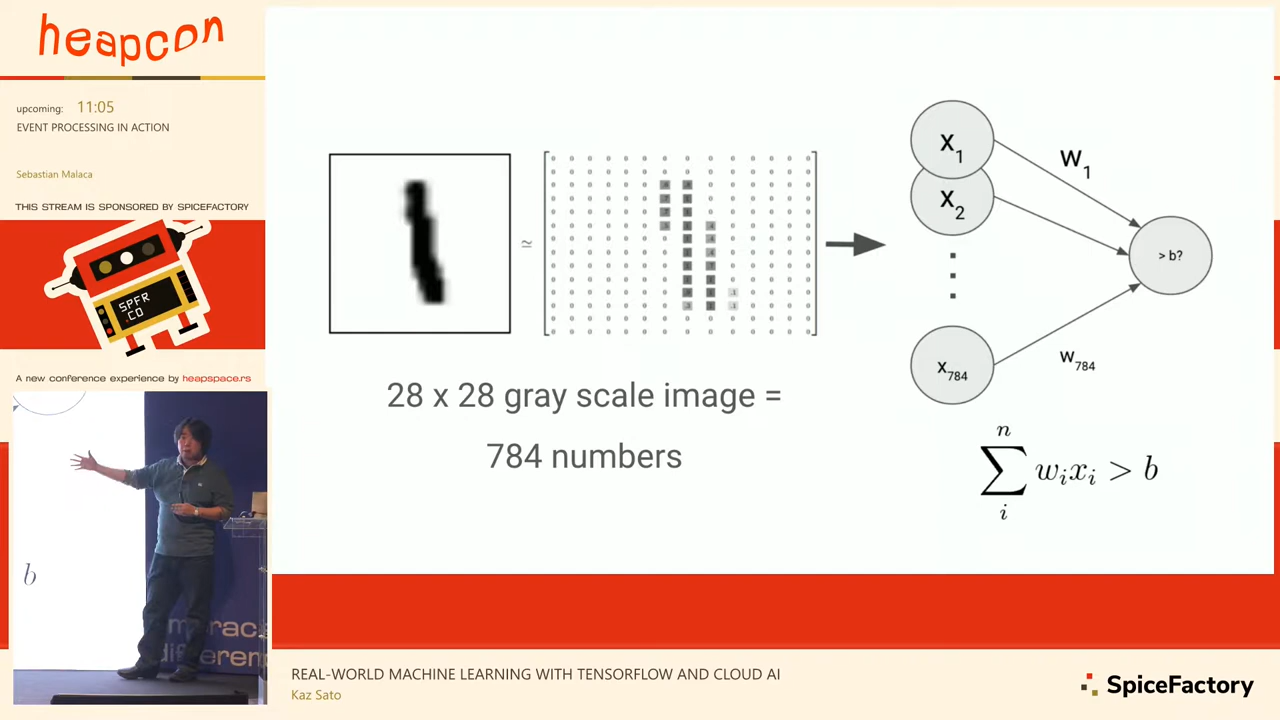 heapcon
upcoming: 11:05
EVENT PROCESSING IN ACTION
Sebastian Malaca
THIS STREAM IS SPONSORED BY SPICEFACTORY
SPFR
.CO
A new conference experience by heapspace.rs
b
28 x 28 gray scale image =
784 numbers
≃
x₁
x₂
x₇₈₄
w₁
w₇₈₄
> b?
n
∑ wᵢxᵢ > b
i
REAL-WORLD MACHINE LEARNING WITH TENSORFLOW AND CLOUD AI
Kaz Sato
SpiceFactory